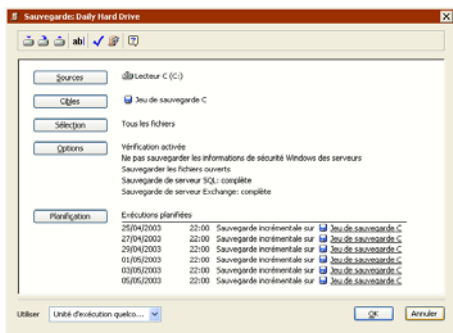 Sauvegarde: Daily Hard Drive
ab|
Sources Lecteur C (C:)
Cibles Jeu de sauvegarde C
Sélection Tous les fichiers
Options Vérification activée
Ne pas sauvegarder les informations de sécurité Windows des serveurs
Sauvegarder les fichiers ouverts
Sauvegarde de serveur SQL: complète
Sauvegarde de serveur Exchange: complète
Planification Exécutions planifiées
25/04/2003 22:00 Sauvegarde incrémentale sur Jeu de sauvegarde C
27/04/2003 22:00 Sauvegarde incrémentale sur Jeu de sauvegarde C
29/04/2003 22:00 Sauvegarde incrémentale sur Jeu de sauvegarde C
01/05/2003 22:00 Sauvegarde incrémentale sur Jeu de sauvegarde C
03/05/2003 22:00 Sauvegarde incrémentale sur Jeu de sauvegarde C
05/05/2003 22:00 Sauvegarde incrémentale sur Jeu de sauvegarde C
Utiliser Unité d'exécution quelco... OK Annuler